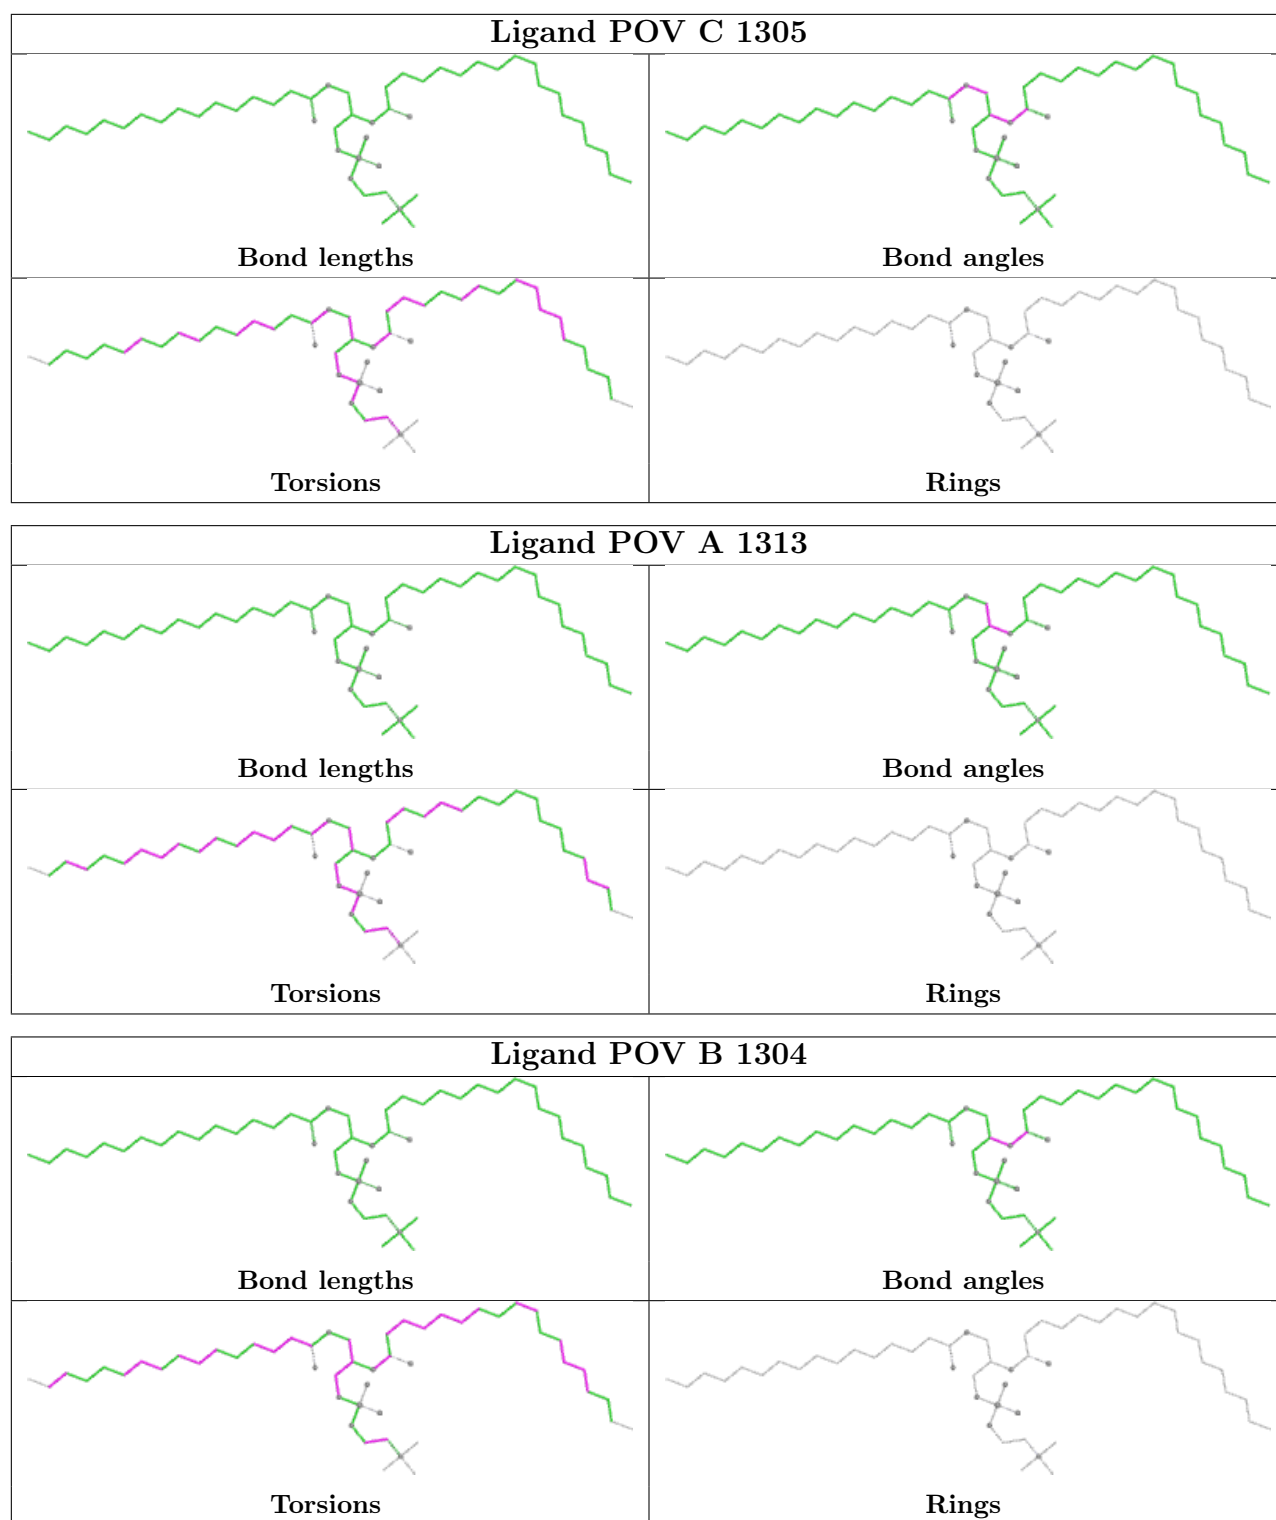 Ligand POV C 1305
Bond lengths
Bond angles
Torsions
Rings
Ligand POV A 1313
Bond lengths
Bond angles
Torsions
Rings
Ligand POV B 1304
Bond lengths
Bond angles
Torsions
Rings